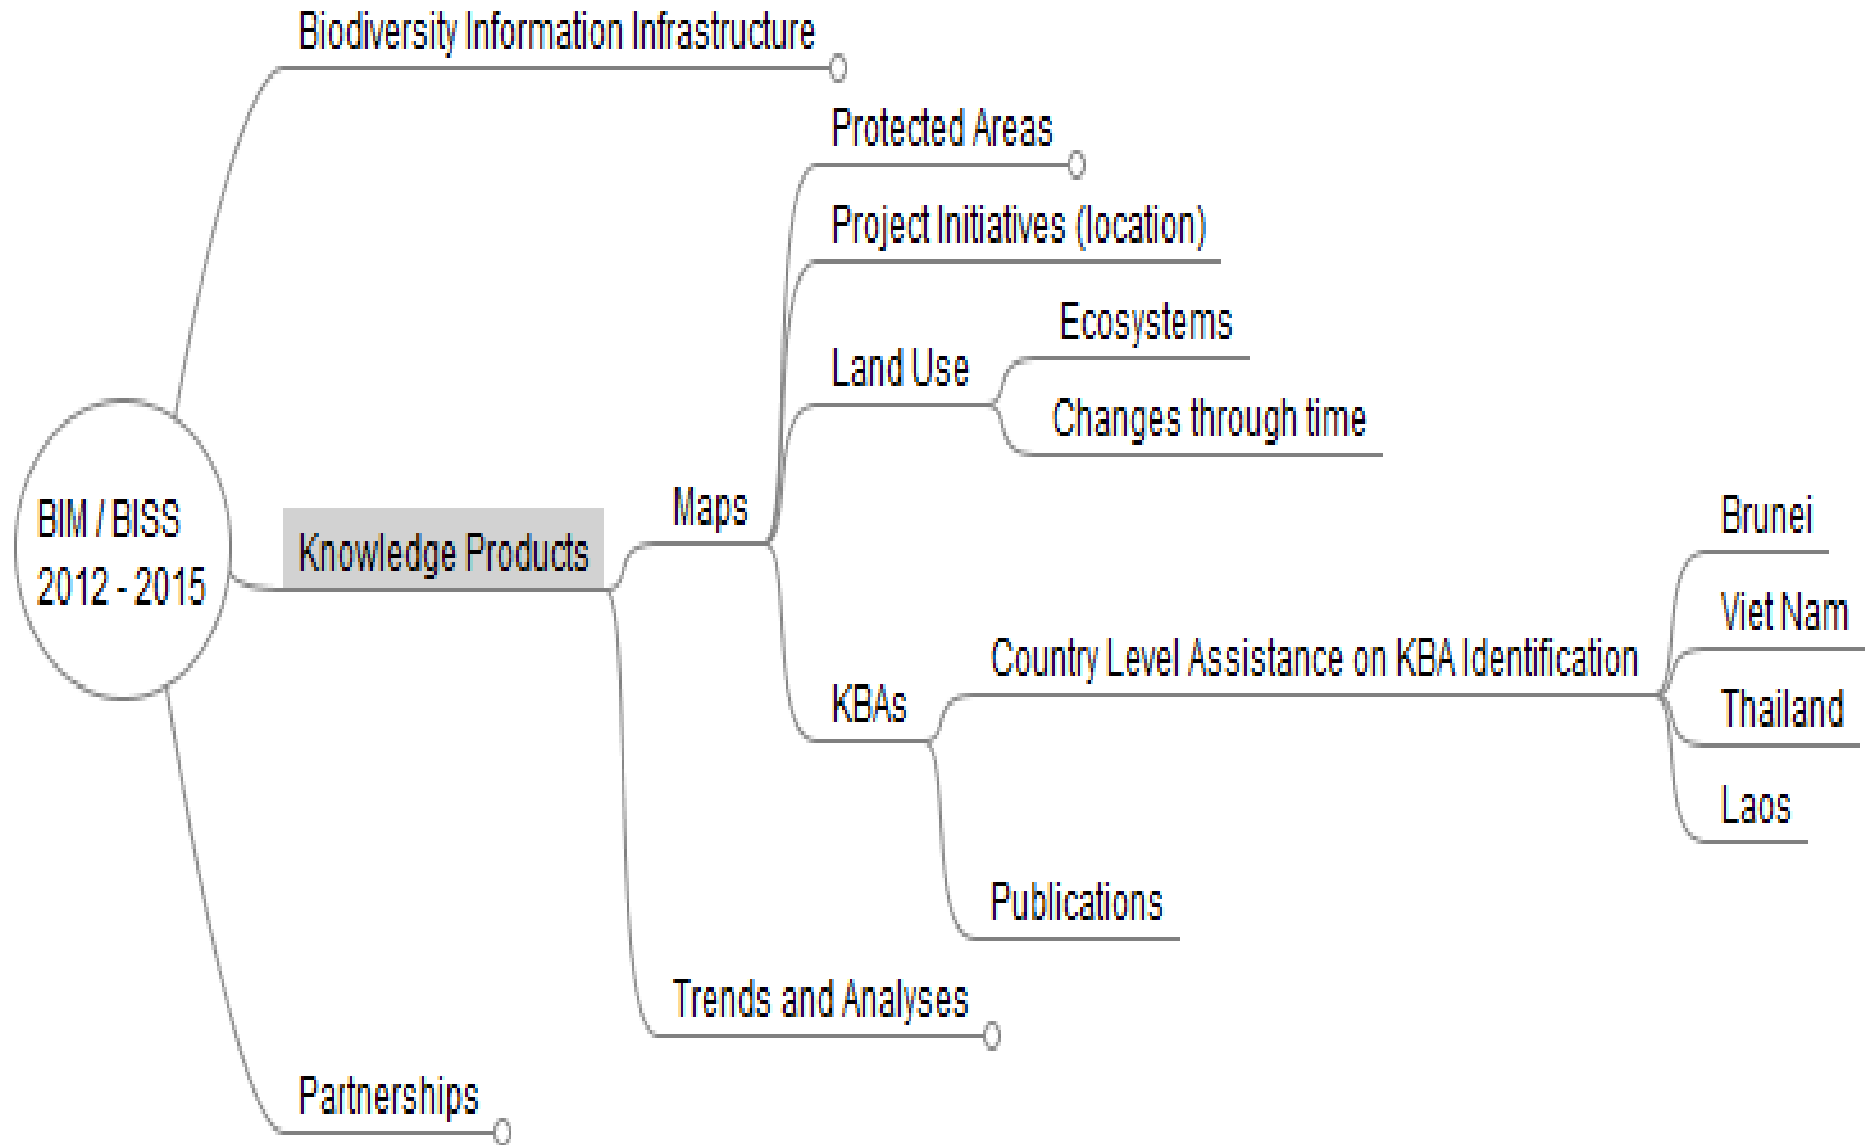 Biodiversity Information Infrastructure
Protected Areas
Project Initiatives (location)
Ecosystems
Land Use
Changes through time
Maps
BIM / BISS
2012 - 2015
Knowledge Products
Brunei
Viet Nam
Country Level Assistance on KBA Identification
Thailand
KBAs
Laos
Publications
Trends and Analyses
Partnerships